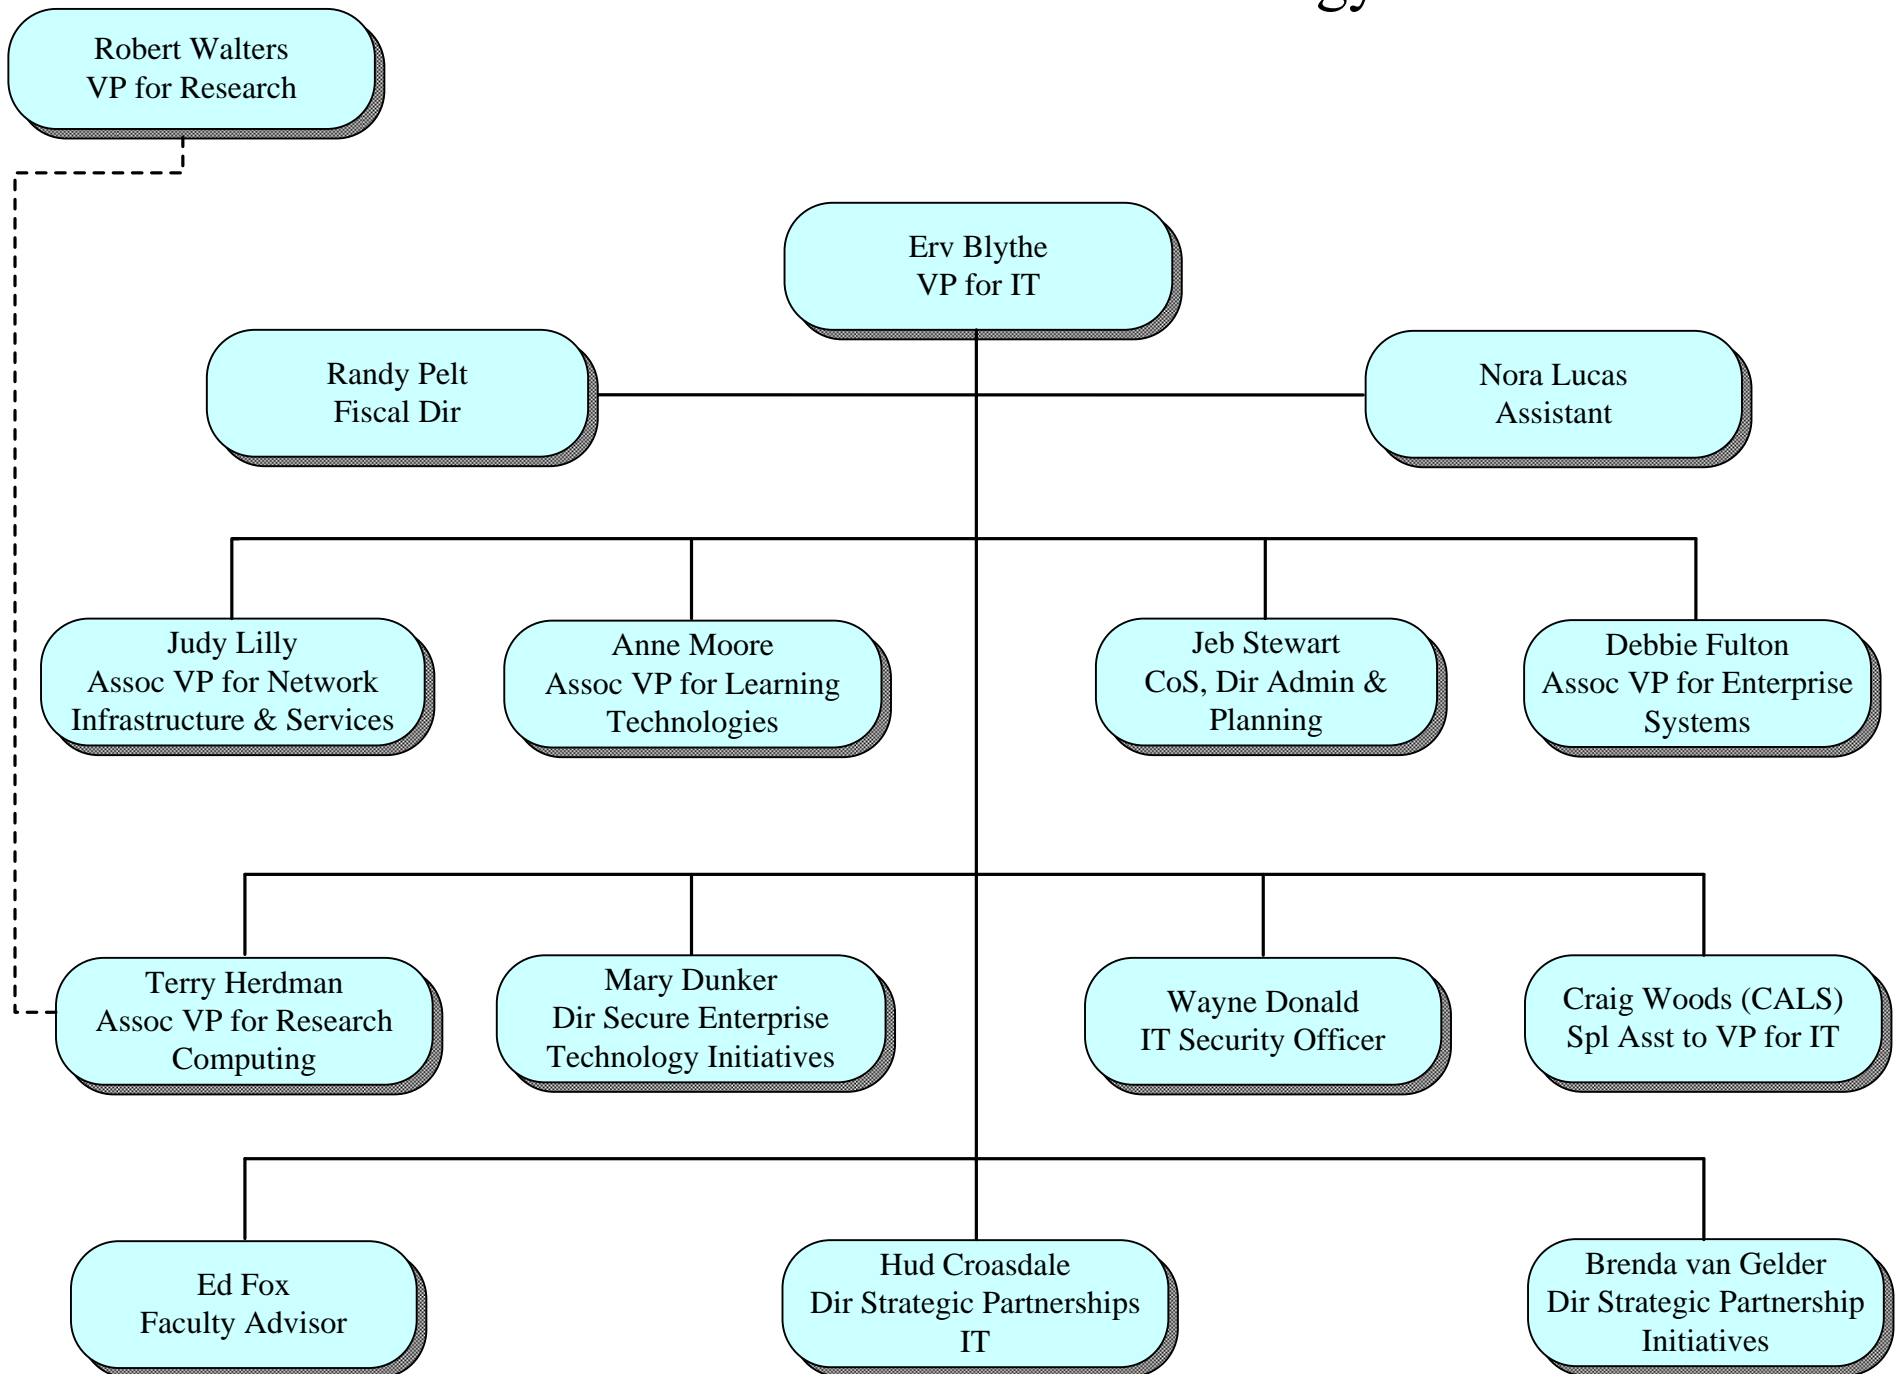 Robert Walters
VP for Research
Erv Blythe
VP for IT
Randy Pelt
Fiscal Dir
Nora Lucas
Assistant
Judy Lilly
Assoc VP for Network
Infrastructure & Services
Anne Moore
Assoc VP for Learning
Technologies
Jeb Stewart
CoS, Dir Admin &
Planning
Debbie Fulton
Assoc VP for Enterprise
Systems
Terry Herdman
Assoc VP for Research
Computing
Mary Dunker
Dir Secure Enterprise
Technology Initiatives
Wayne Donald
IT Security Officer
Craig Woods (CALS)
Spl Asst to VP for IT
Ed Fox
Faculty Advisor
Hud Croasdale
Dir Strategic Partnerships
IT
Brenda van Gelder
Dir Strategic Partnership
Initiatives